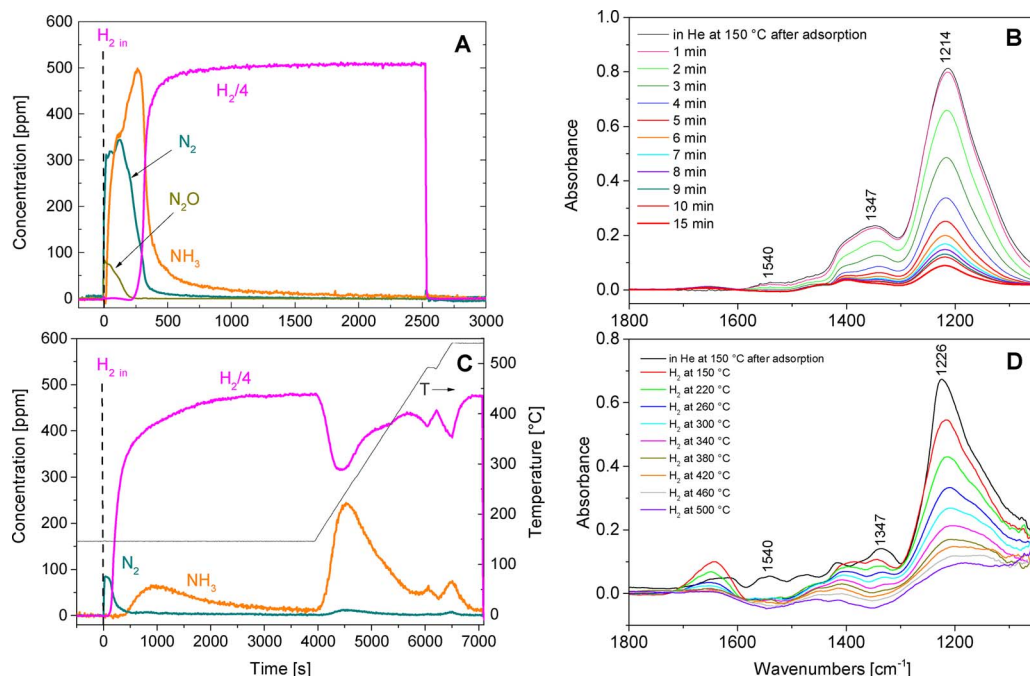 A
H2 in
H2/4
N2
N2O
NH3
Concentration [ppm]
600
500
400
300
200
100
0
0 500 1000 1500 2000 2500 3000
B
1214
1347
1540
in He at 150 °C after adsorption
1 min
2 min
3 min
4 min
5 min
6 min
7 min
8 min
9 min
10 min
15 min
Absorbance
0.8
0.6
0.4
0.2
0.0
1800 1600 1400 1200
C
H2 in
H2/4
T
N2
NH3
Concentration [ppm]
600
500
400
300
200
100
0
Temperature [°C]
500
400
300
200
100
0
0 1000 2000 3000 4000 5000 6000 7000
Time [s]
D
1226
1347
1540
in He at 150 °C after adsorption
H2 at 150 °C
H2 at 220 °C
H2 at 260 °C
H2 at 300 °C
H2 at 340 °C
H2 at 380 °C
H2 at 420 °C
H2 at 460 °C
H2 at 500 °C
Absorbance
0.8
0.6
0.4
0.2
0.0
1800 1600 1400 1200
Wavenumbers [cm-1]